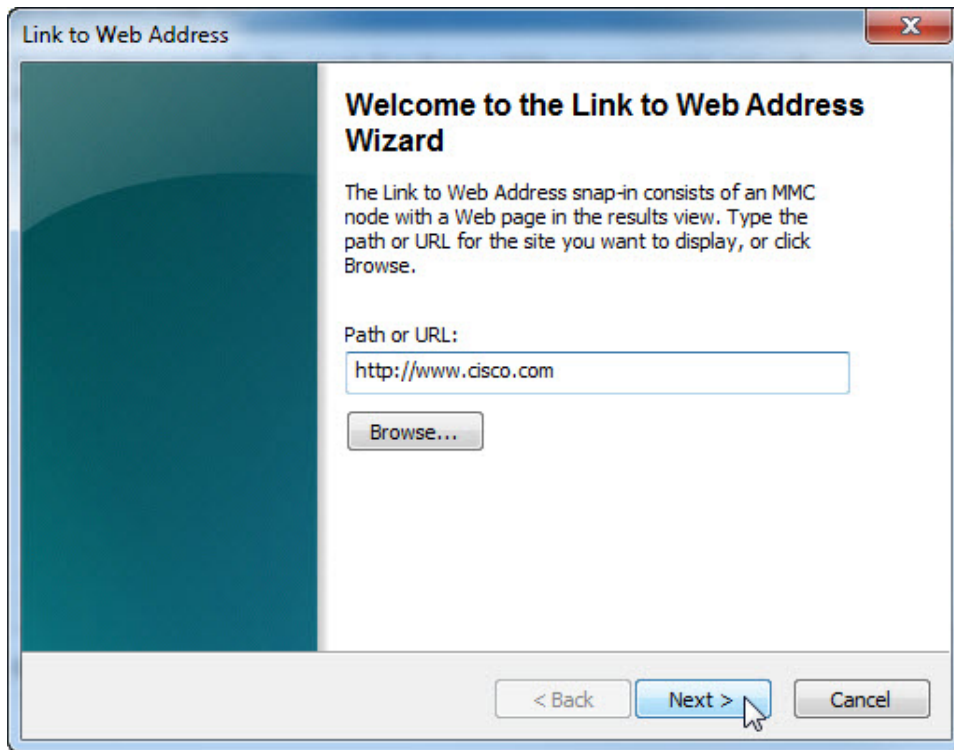 Link to Web Address
Welcome to the Link to Web Address
Wizard
The Link to Web Address snap-in consists of an MMC
node with a Web page in the results view. Type the
path or URL for the site you want to display, or click
Browse.
Path or URL:
http://www.cisco.com
Browse...
< Back Next > Cancel